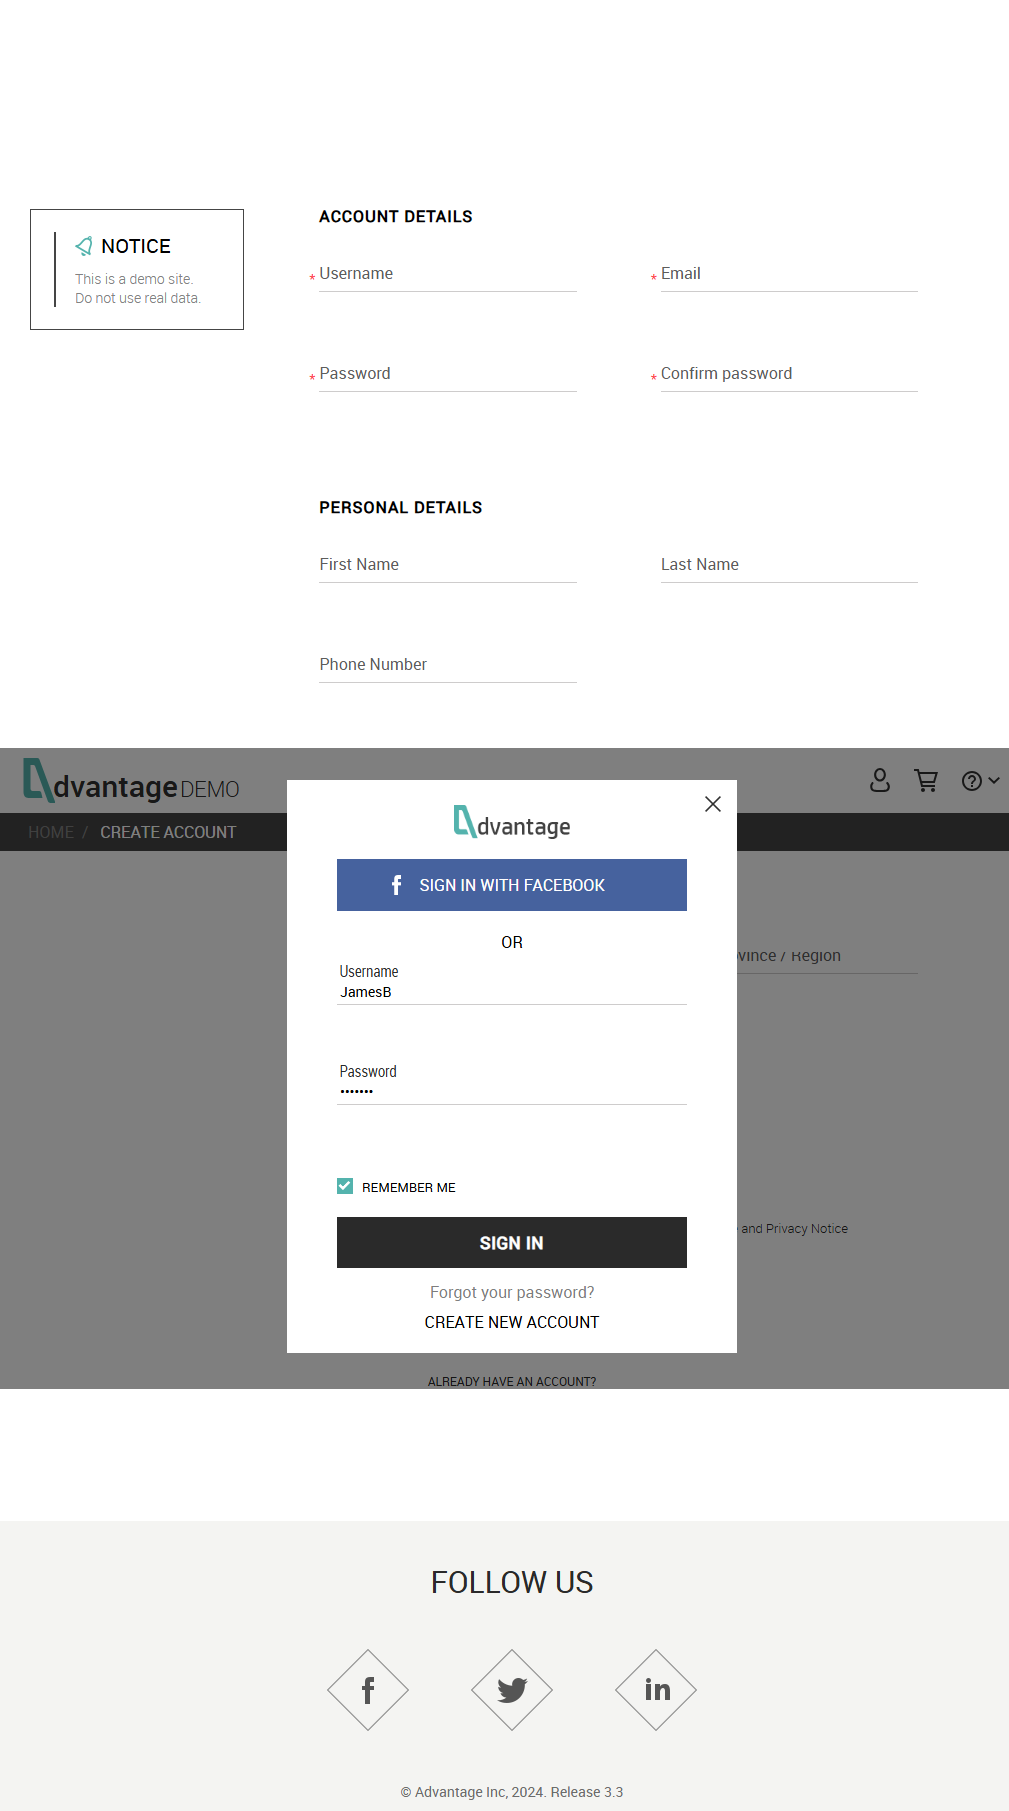 ACCOUNT DETAILS
NOTICE
This is a demo site.
Do not use real data.
* Username
* Email
* Password
* Confirm password
PERSONAL DETAILS
First Name
Last Name
Phone Number
dvantage DEMO
HOME / CREATE ACCOUNT
dvantage
f SIGN IN WITH FACEBOOK
OR
Username
JamesB
Password
•••••••
REMEMBER ME
SIGN IN
Forgot your password?
CREATE NEW ACCOUNT
/ Region
and Privacy Notice
ALREADY HAVE AN ACCOUNT?
FOLLOW US
f
in
© Advantage Inc, 2024. Release 3.3